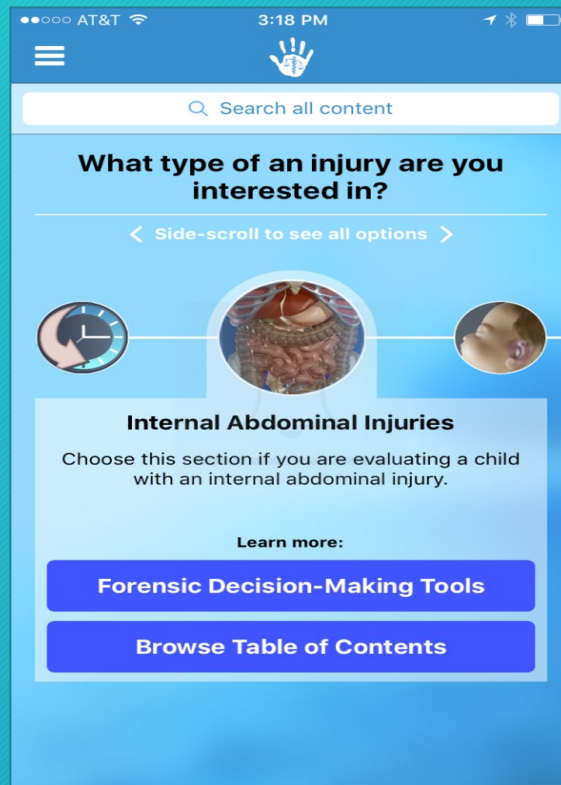 AT&T 3:18 PM
Search all content
What type of an injury are you
interested in?
Side-scroll to see all options
Internal Abdominal Injuries
Choose this section if you are evaluating a child
with an internal abdominal injury.
Learn more:
Forensic Decision-Making Tools
Browse Table of Contents